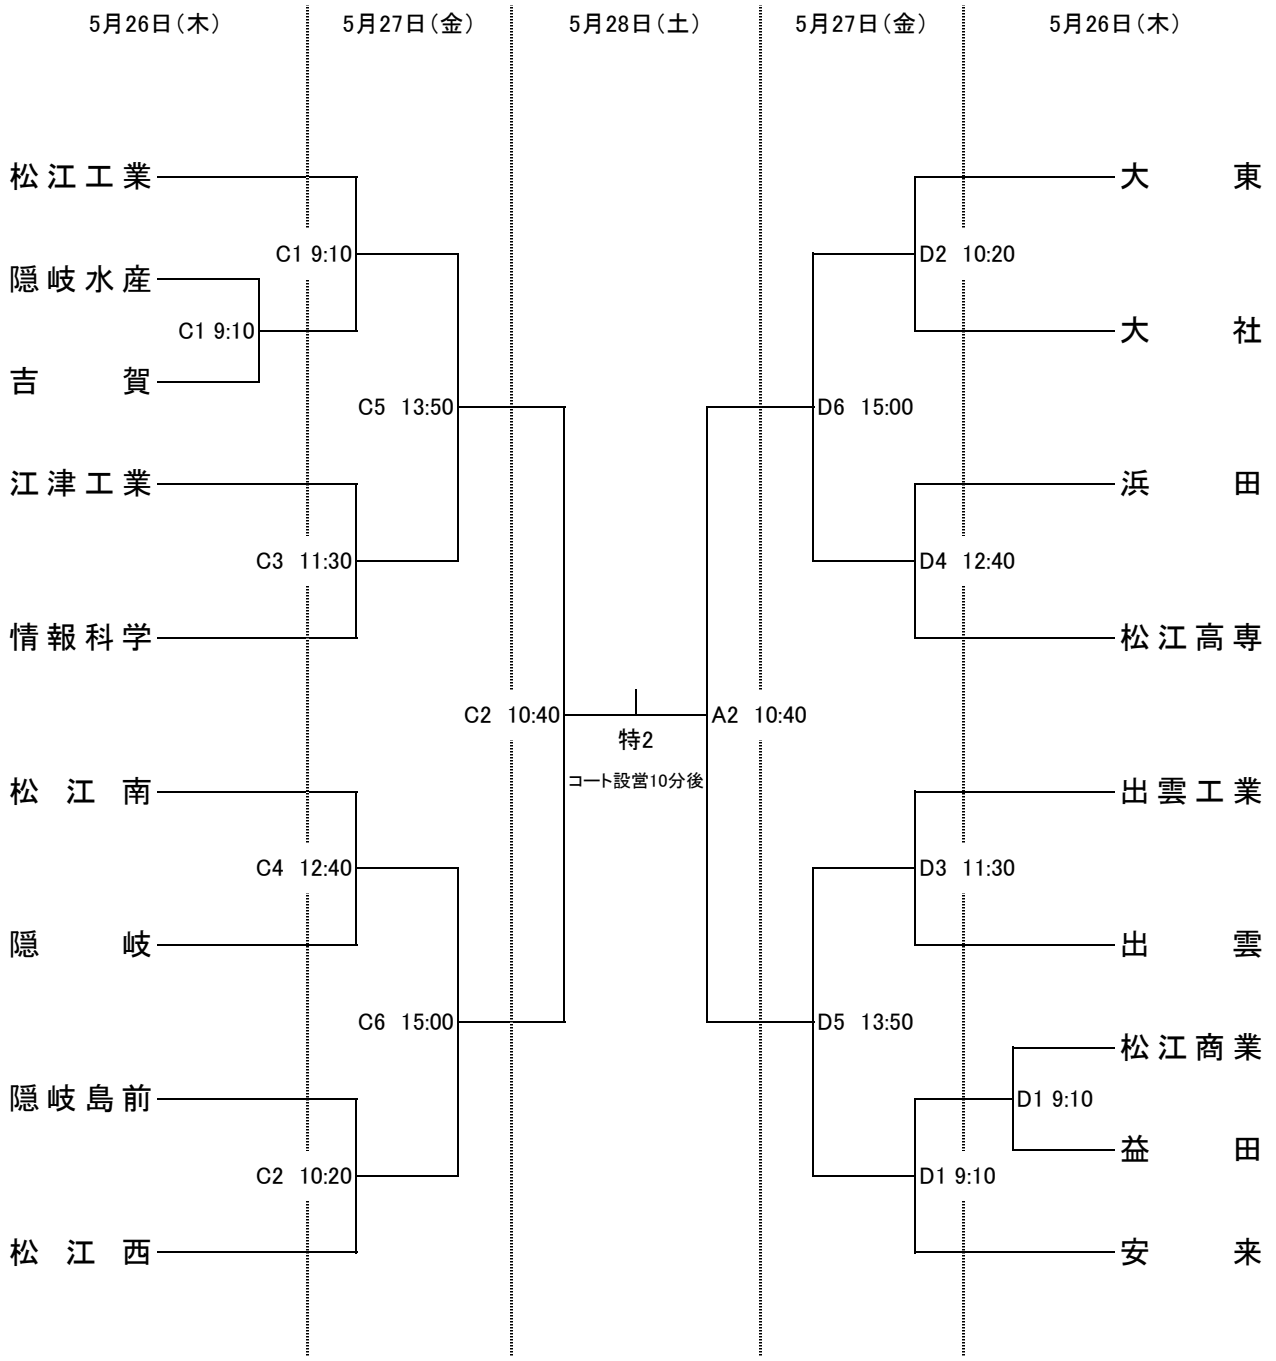 5月26日（木） 5月27日（金） 5月28日（土） 5月27日（金） 5月26日（木）
松江工業 大東
C1 9:10 D2 10:20
隠岐水産
C1 9:10 大社
吉賀
C5 13:50 D6 15:00
江津工業 浜田
C3 11:30 D4 12:40
情報科学 松江高専
C2 10:40 A2 10:40
特2
コート設営10分後
松江南 出雲工業
C4 12:40 D3 11:30
隠岐 出雲
C6 15:00 D5 13:50
松江商業
隠岐島前 D1 9:10
益田
C2 10:20 D1 9:10
松江西 安来